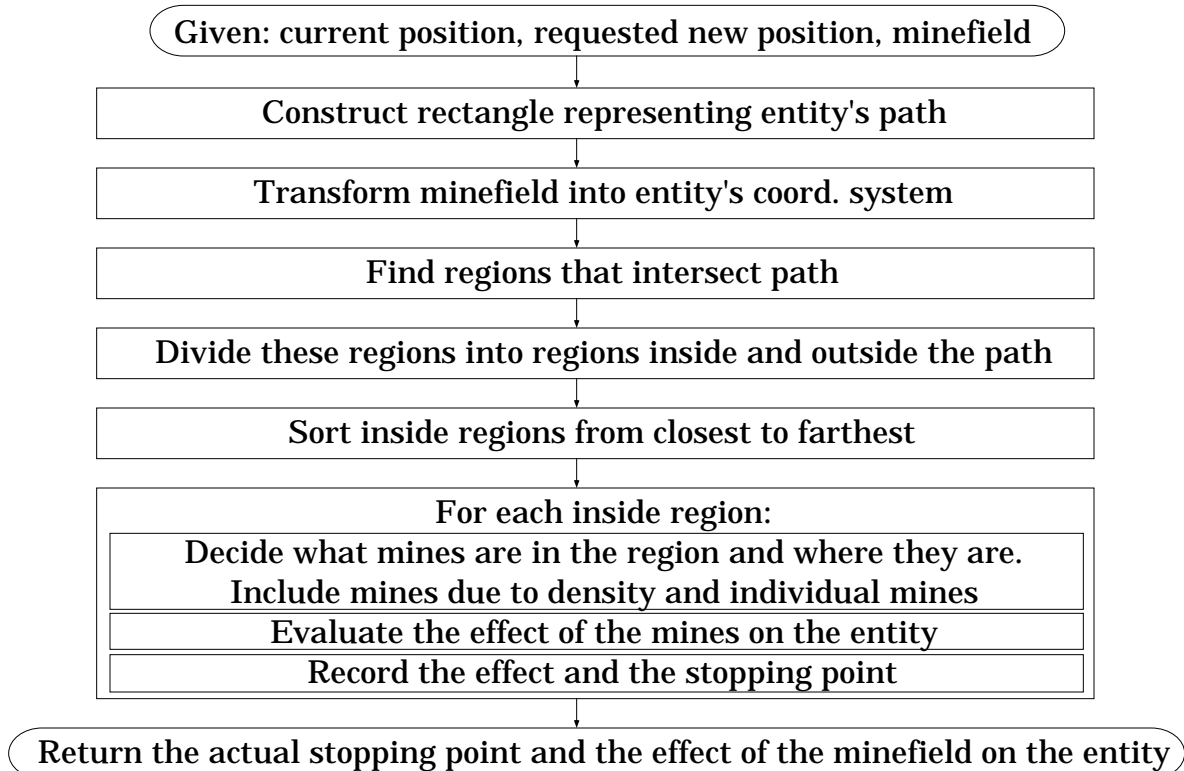 Given: current position, requested new position, minefield
Construct rectangle representing entity's path
Transform minefield into entity's coord. system
Find regions that intersect path
Divide these regions into regions inside and outside the path
Sort inside regions from closest to farthest
For each inside region:
Decide what mines are in the region and where they are.
Include mines due to density and individual mines
Evaluate the effect of the mines on the entity
Record the effect and the stopping point
Return the actual stopping point and the effect of the minefield on the entity